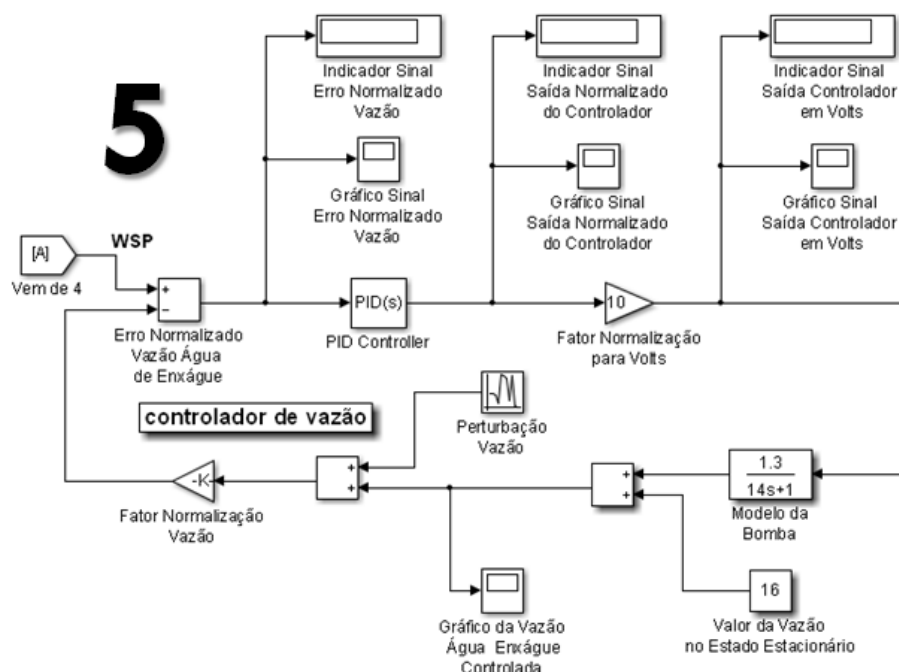 5
Indicador Sinal
Erro Normalizado
Vazão
Indicador Sinal
Saída Normalizado
do Controlador
Indicador Sinal
Saída Controlador
em Volts
Gráfico Sinal
Erro Normalizado
Vazão
Gráfico Sinal
Saída Normalizado
do Controlador
Gráfico Sinal
Saída Controlador
em Volts
[A]
Vem de 4
WSP
+
−
Erro Normalizado
Vazão Água
de Enxágue
PID(s)
PID Controller
10
Fator Normalização
para Volts
controlador de vazão
Perturbação
Vazão
-K-
Fator Normalização
Vazão
+
+
+
+
1.3
14s+1
Modelo da
Bomba
16
Valor da Vazão
no Estado Estacionário
Gráfico da Vazão
Água Enxágue
Controlada